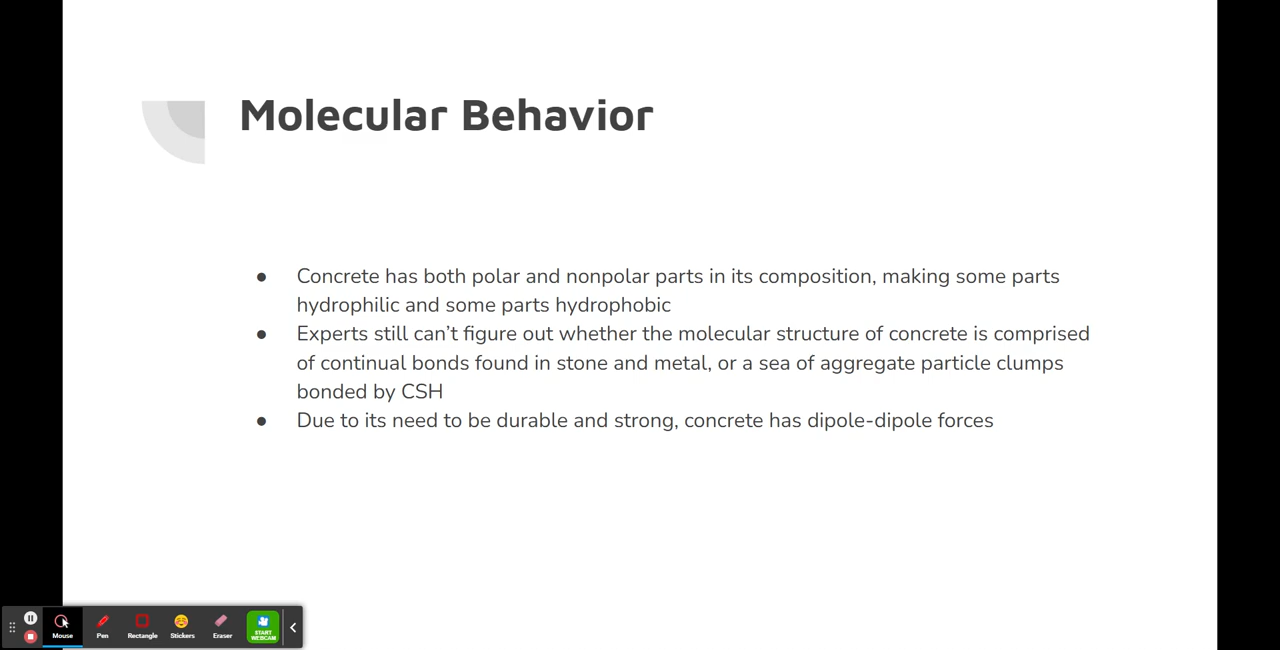 Molecular Behavior
● Concrete has both polar and nonpolar parts in its composition, making some parts
hydrophilic and some parts hydrophobic
● Experts still can’t figure out whether the molecular structure of concrete is comprised
of continual bonds found in stone and metal, or a sea of aggregate particle clumps
bonded by CSH
● Due to its need to be durable and strong, concrete has dipole-dipole forces
Mouse
Pen
Rectangle
Stickers
Eraser
START
WEBCAM